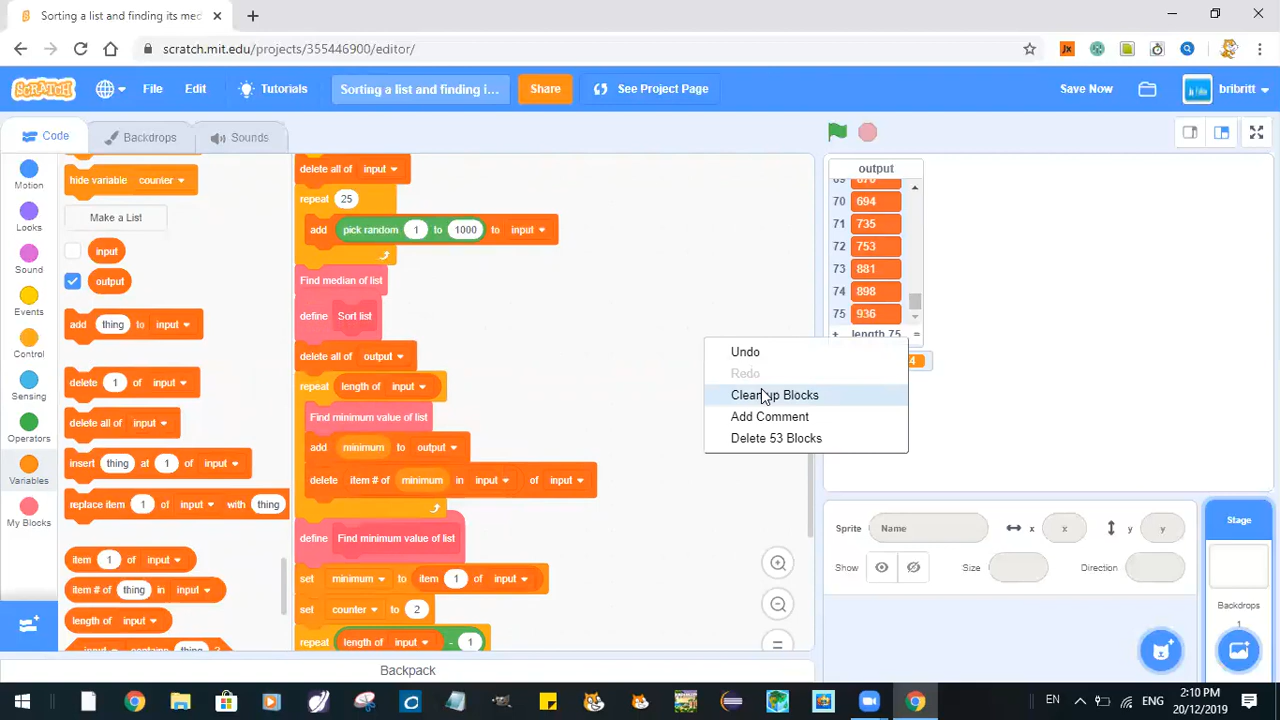 Sorting a list and finding its med
scratch.mit.edu/projects/355446900/editor/
Jx
SCRATCH
File
Edit
Tutorials
Sorting a list and finding i...
Share
See Project Page
Save Now
bribritt
Code
Backdrops
Sounds
Motion
Looks
Sound
Events
Control
Sensing
Operators
Variables
My Blocks
hide variable counter
Make a List
input
output
add thing to input
delete 1 of input
delete all of input
insert thing at 1 of input
replace item 1 of input with thing
item 1 of input
item # of thing in input
length of input
input contains thing ?
delete all of input
repeat 25
add pick random 1 to 1000 to input
Find median of list
define Sort list
delete all of output
repeat length of input
Find minimum value of list
add minimum to output
delete item # of minimum in input of input
define Find minimum value of list
set minimum to item 1 of input
set counter to 2
repeat length of input - 1
Undo
Redo
Clean up Blocks
Add Comment
Delete 53 Blocks
output
70 694
71 735
72 753
73 881
74 898
75 936
+ length 75 =
4
Sprite Name x x y y
Show Size Direction
Stage
Backdrops
1
Backpack
EN
ENG
2:10 PM
20/12/2019